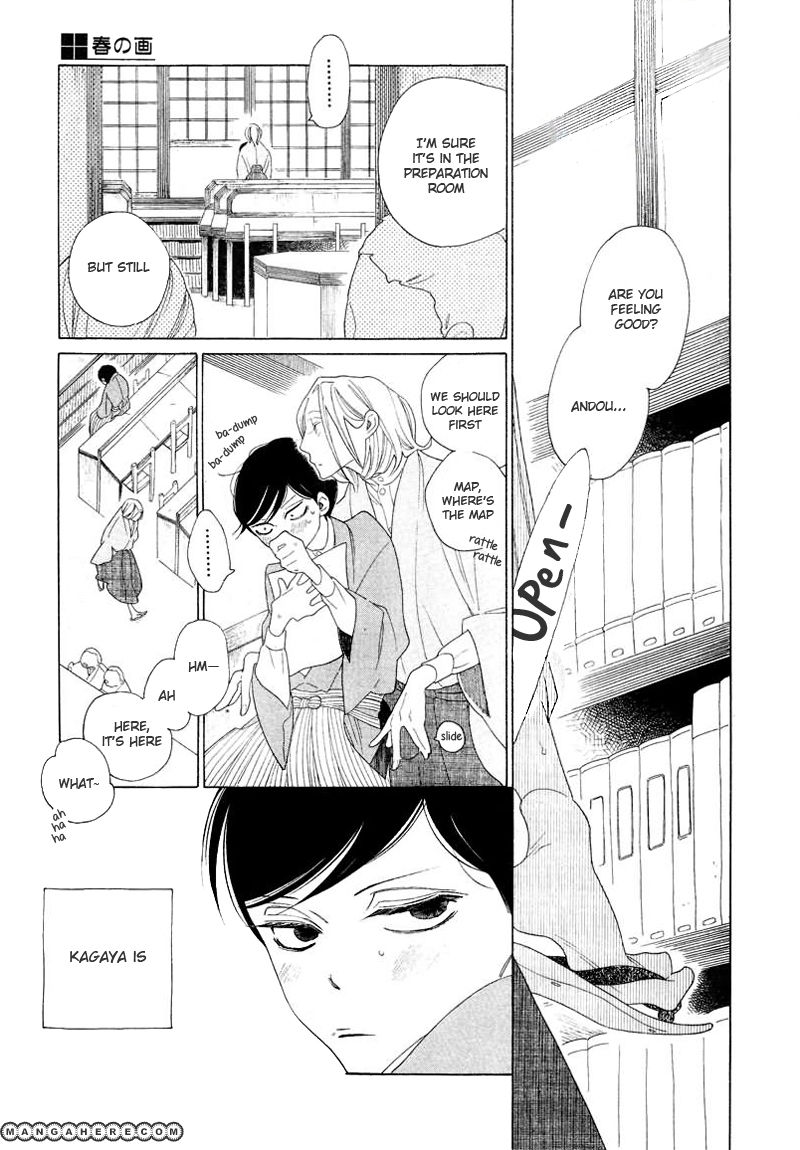 春の画
ARE YOU
FEELING
GOOD?
ANDOU...
OPen—
I'M SURE
IT'S IN THE
PREPARATION
ROOM
........
BUT STILL
WE SHOULD
LOOK HERE
FIRST
MAP,
WHERE'S
THE MAP
rattle
rattle
ba-dump
ba-dump
........
slide
HM—
AH
HERE,
IT'S HERE
WHAT~
ah
ha
ha
KAGAYA IS
MANGAHERE.COM